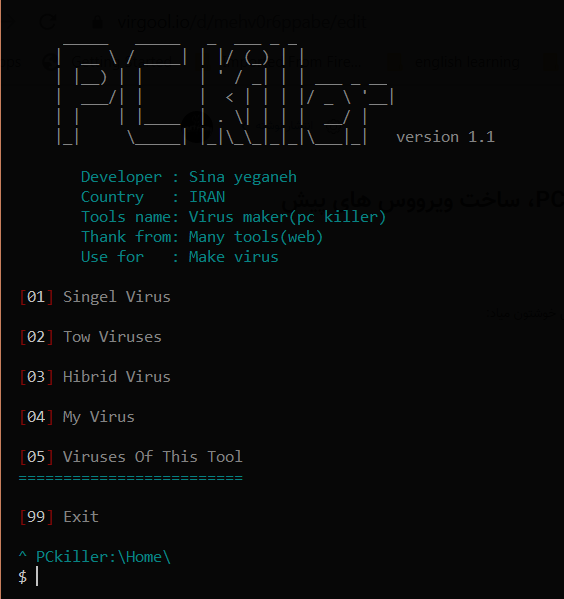 PCkiller
version 1.1
Developer : Sina yeganeh
Country : IRAN
Tools name: Virus maker(pc killer)
Thank from: Many tools(web)
Use for : Make virus
[01] Singel Virus
[02] Tow Viruses
[03] Hibrid Virus
[04] My Virus
[05] Viruses Of This Tool
=========================
[99] Exit
^ PCkiller:\Home\
$